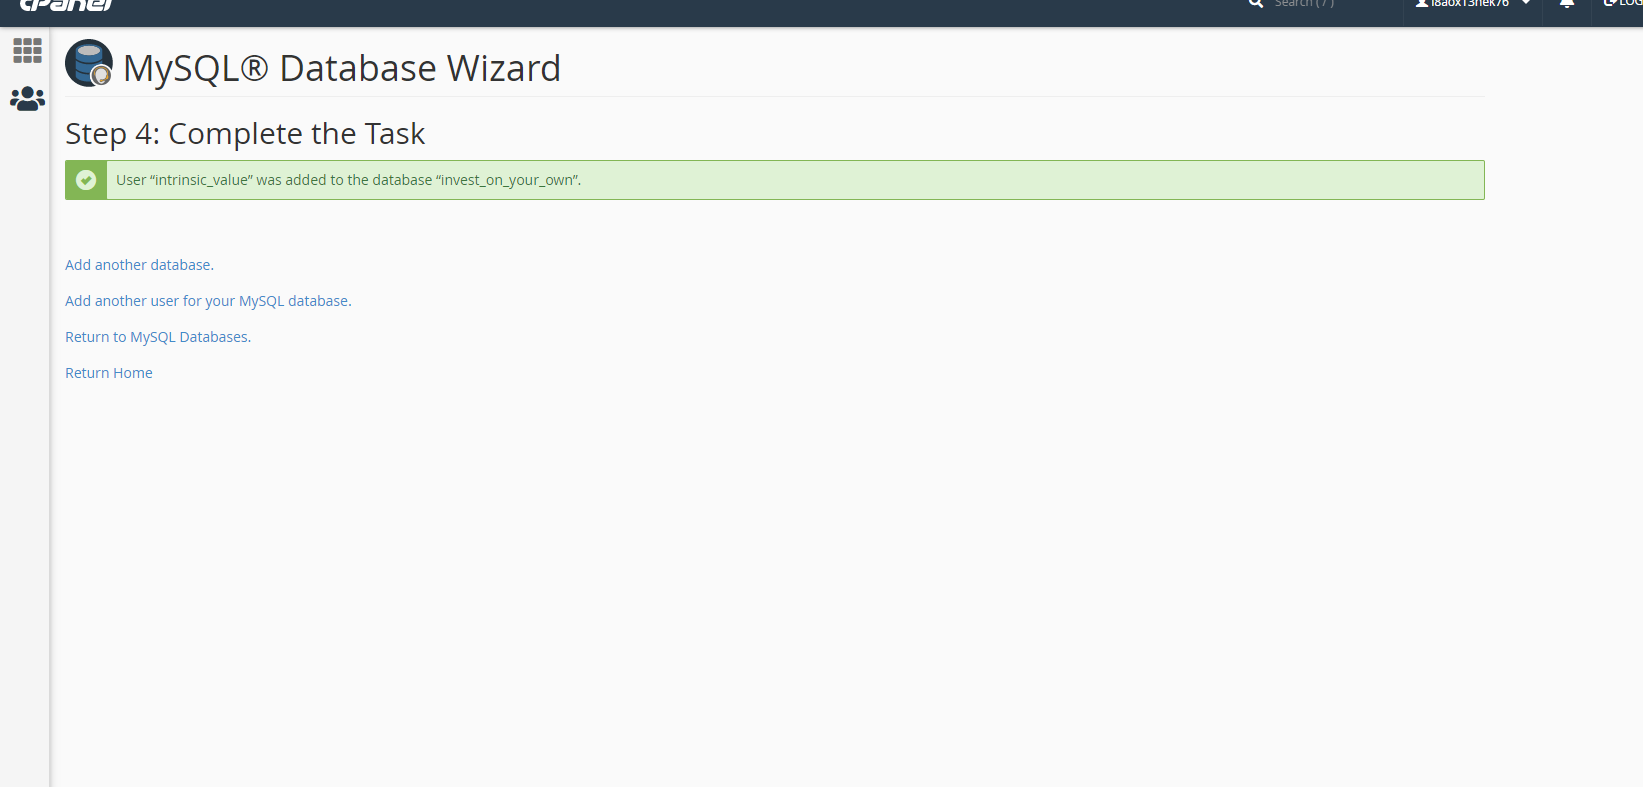 cPanel
Search ( / )
LOG
MySQL® Database Wizard
Step 4: Complete the Task
User “intrinsic_value” was added to the database “invest_on_your_own”.
Add another database.
Add another user for your MySQL database.
Return to MySQL Databases.
Return Home